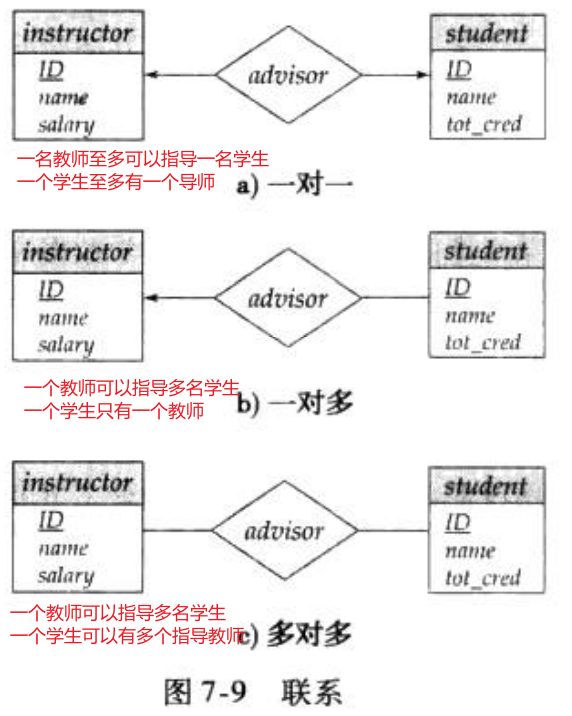 instructor
ID
name
salary
advisor
student
ID
name
tot_cred
一名教师至多可以指导一名学生
一个学生至多有一个导师
a) 一对一
instructor
ID
name
salary
advisor
student
ID
name
tot_cred
一个教师可以指导多名学生
一个学生只有一个教师
b) 一对多
instructor
ID
name
salary
advisor
student
ID
name
tot_cred
一个教师可以指导多名学生
一个学生可以有多个指导教师
c) 多对多
图 7-9 联系